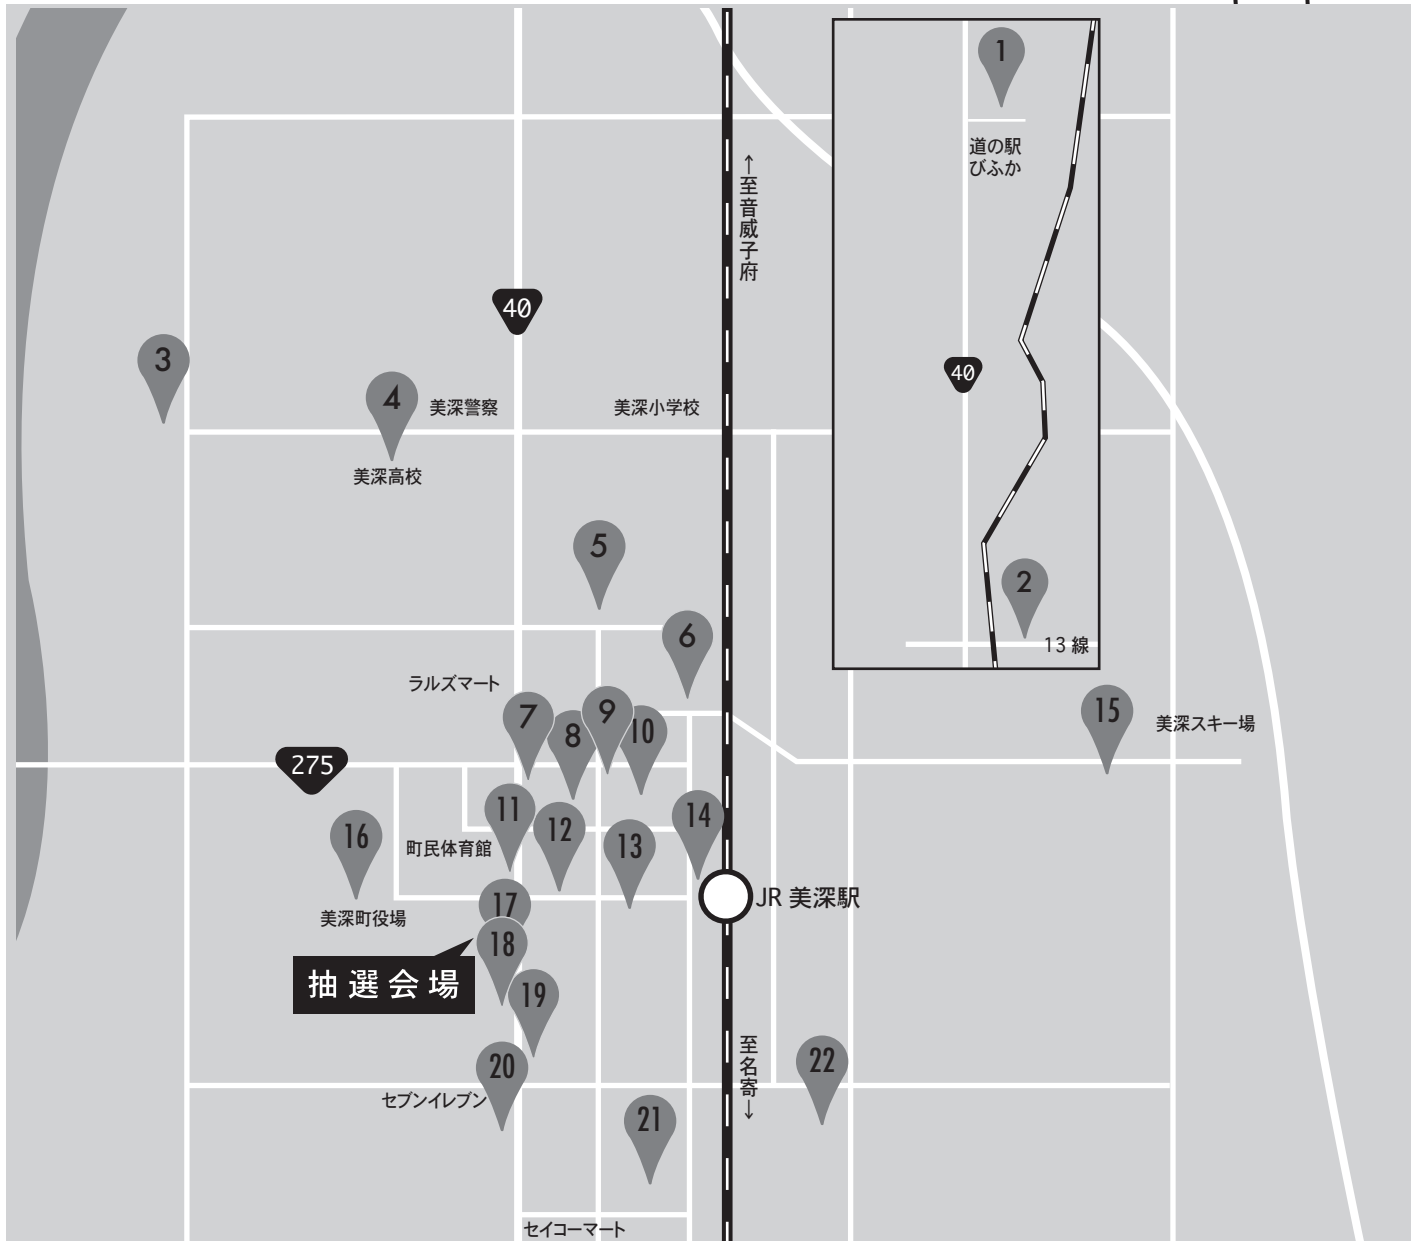 1
道の駅
びふか
↑至音威子府
40
3
4
美深警察
美深小学校
40
美深高校
5
2
13 線
6
ラルズマート
7
8
9
10
15
美深スキー場
275
11
12
13
14
16
町民体育館
17
JR 美深駅
美深町役場
18
抽選会場
19
20
至名寄↓
22
セブンイレブン
21
セイコーマート